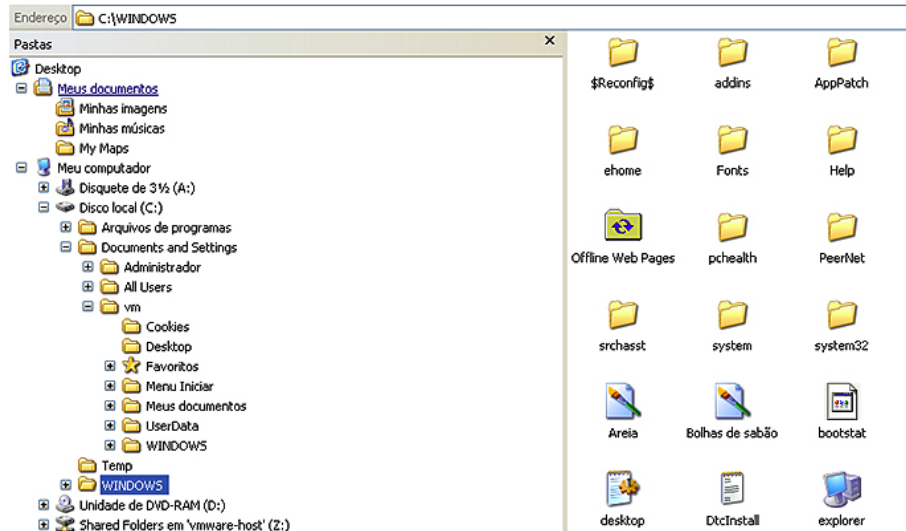 Endereço C:\WINDOWS
Pastas
Desktop
Meus documentos
Minhas imagens
Minhas músicas
My Maps
Meu computador
Disquete de 3½ (A:)
Disco local (C:)
Arquivos de programas
Documents and Settings
Administrador
All Users
vm
Cookies
Desktop
Favoritos
Menu Iniciar
Meus documentos
UserData
WINDOWS
Temp
WINDOWS
Unidade de DVD-RAM (D:)
Shared Folders em 'vmware-host' (Z:)
$Reconfig$ addins AppPatch
ehome Fonts Help
Offline Web Pages pchealth PeerNet
srchasst system system32
Areia Bolhas de sabão bootstat
desktop DtcInstall explorer